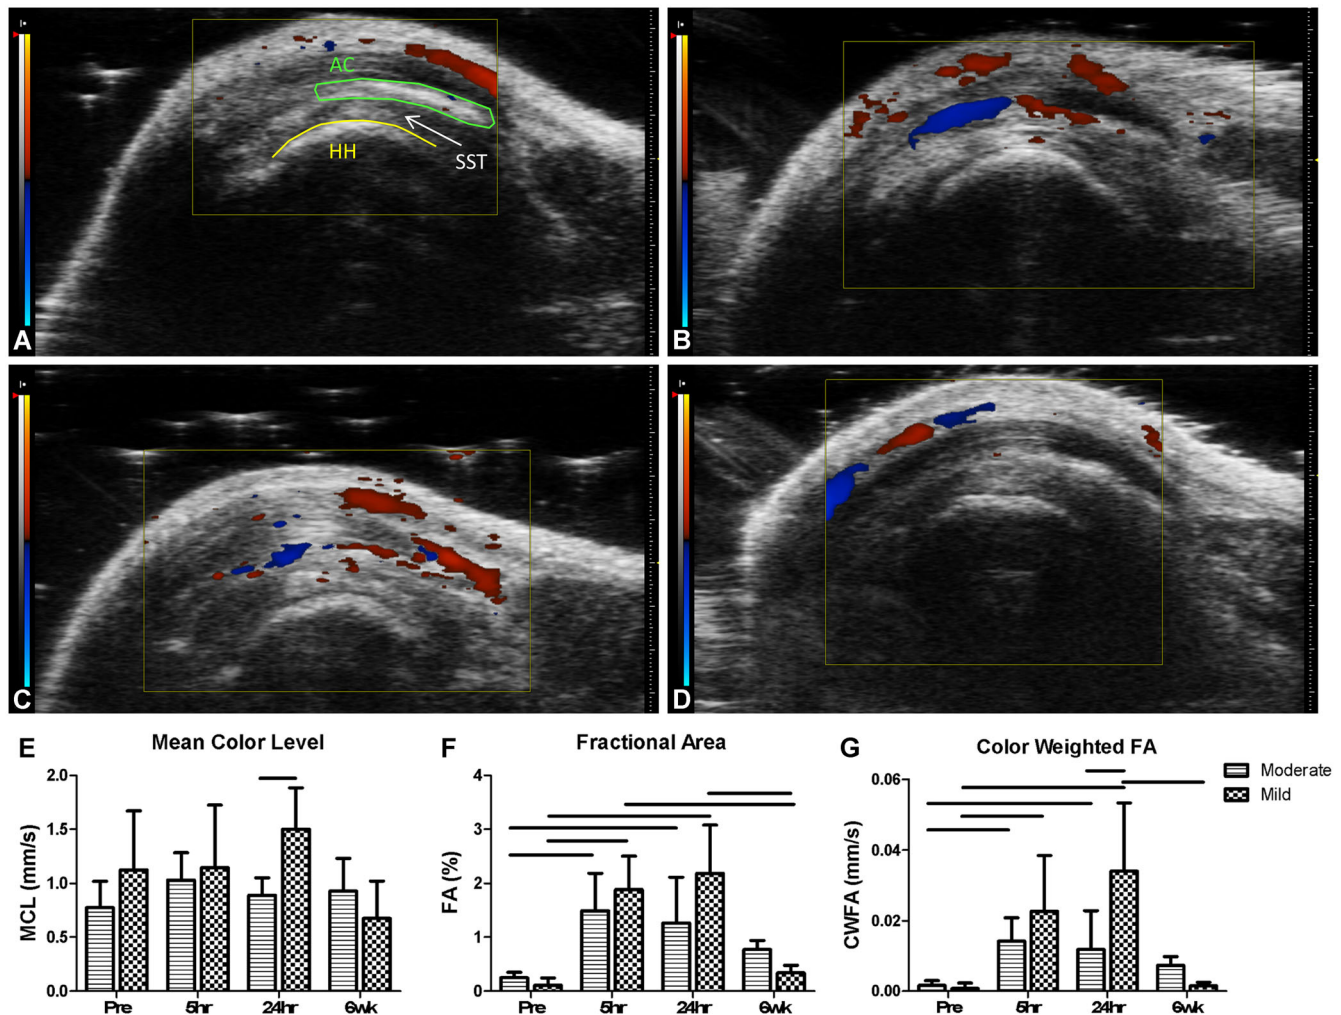 AC
HH
SST
A
B
C
D
E
Mean Color Level
MCL (mm/s)
2.0
1.5
1.0
0.5
0.0
Pre 5hr 24hr 6wk
F
Fractional Area
FA (%)
4
3
2
1
0
Pre 5hr 24hr 6wk
G
Color Weighted FA
CWFA (mm/s)
0.06
0.04
0.02
0.00
Pre 5hr 24hr 6wk
Moderate
Mild